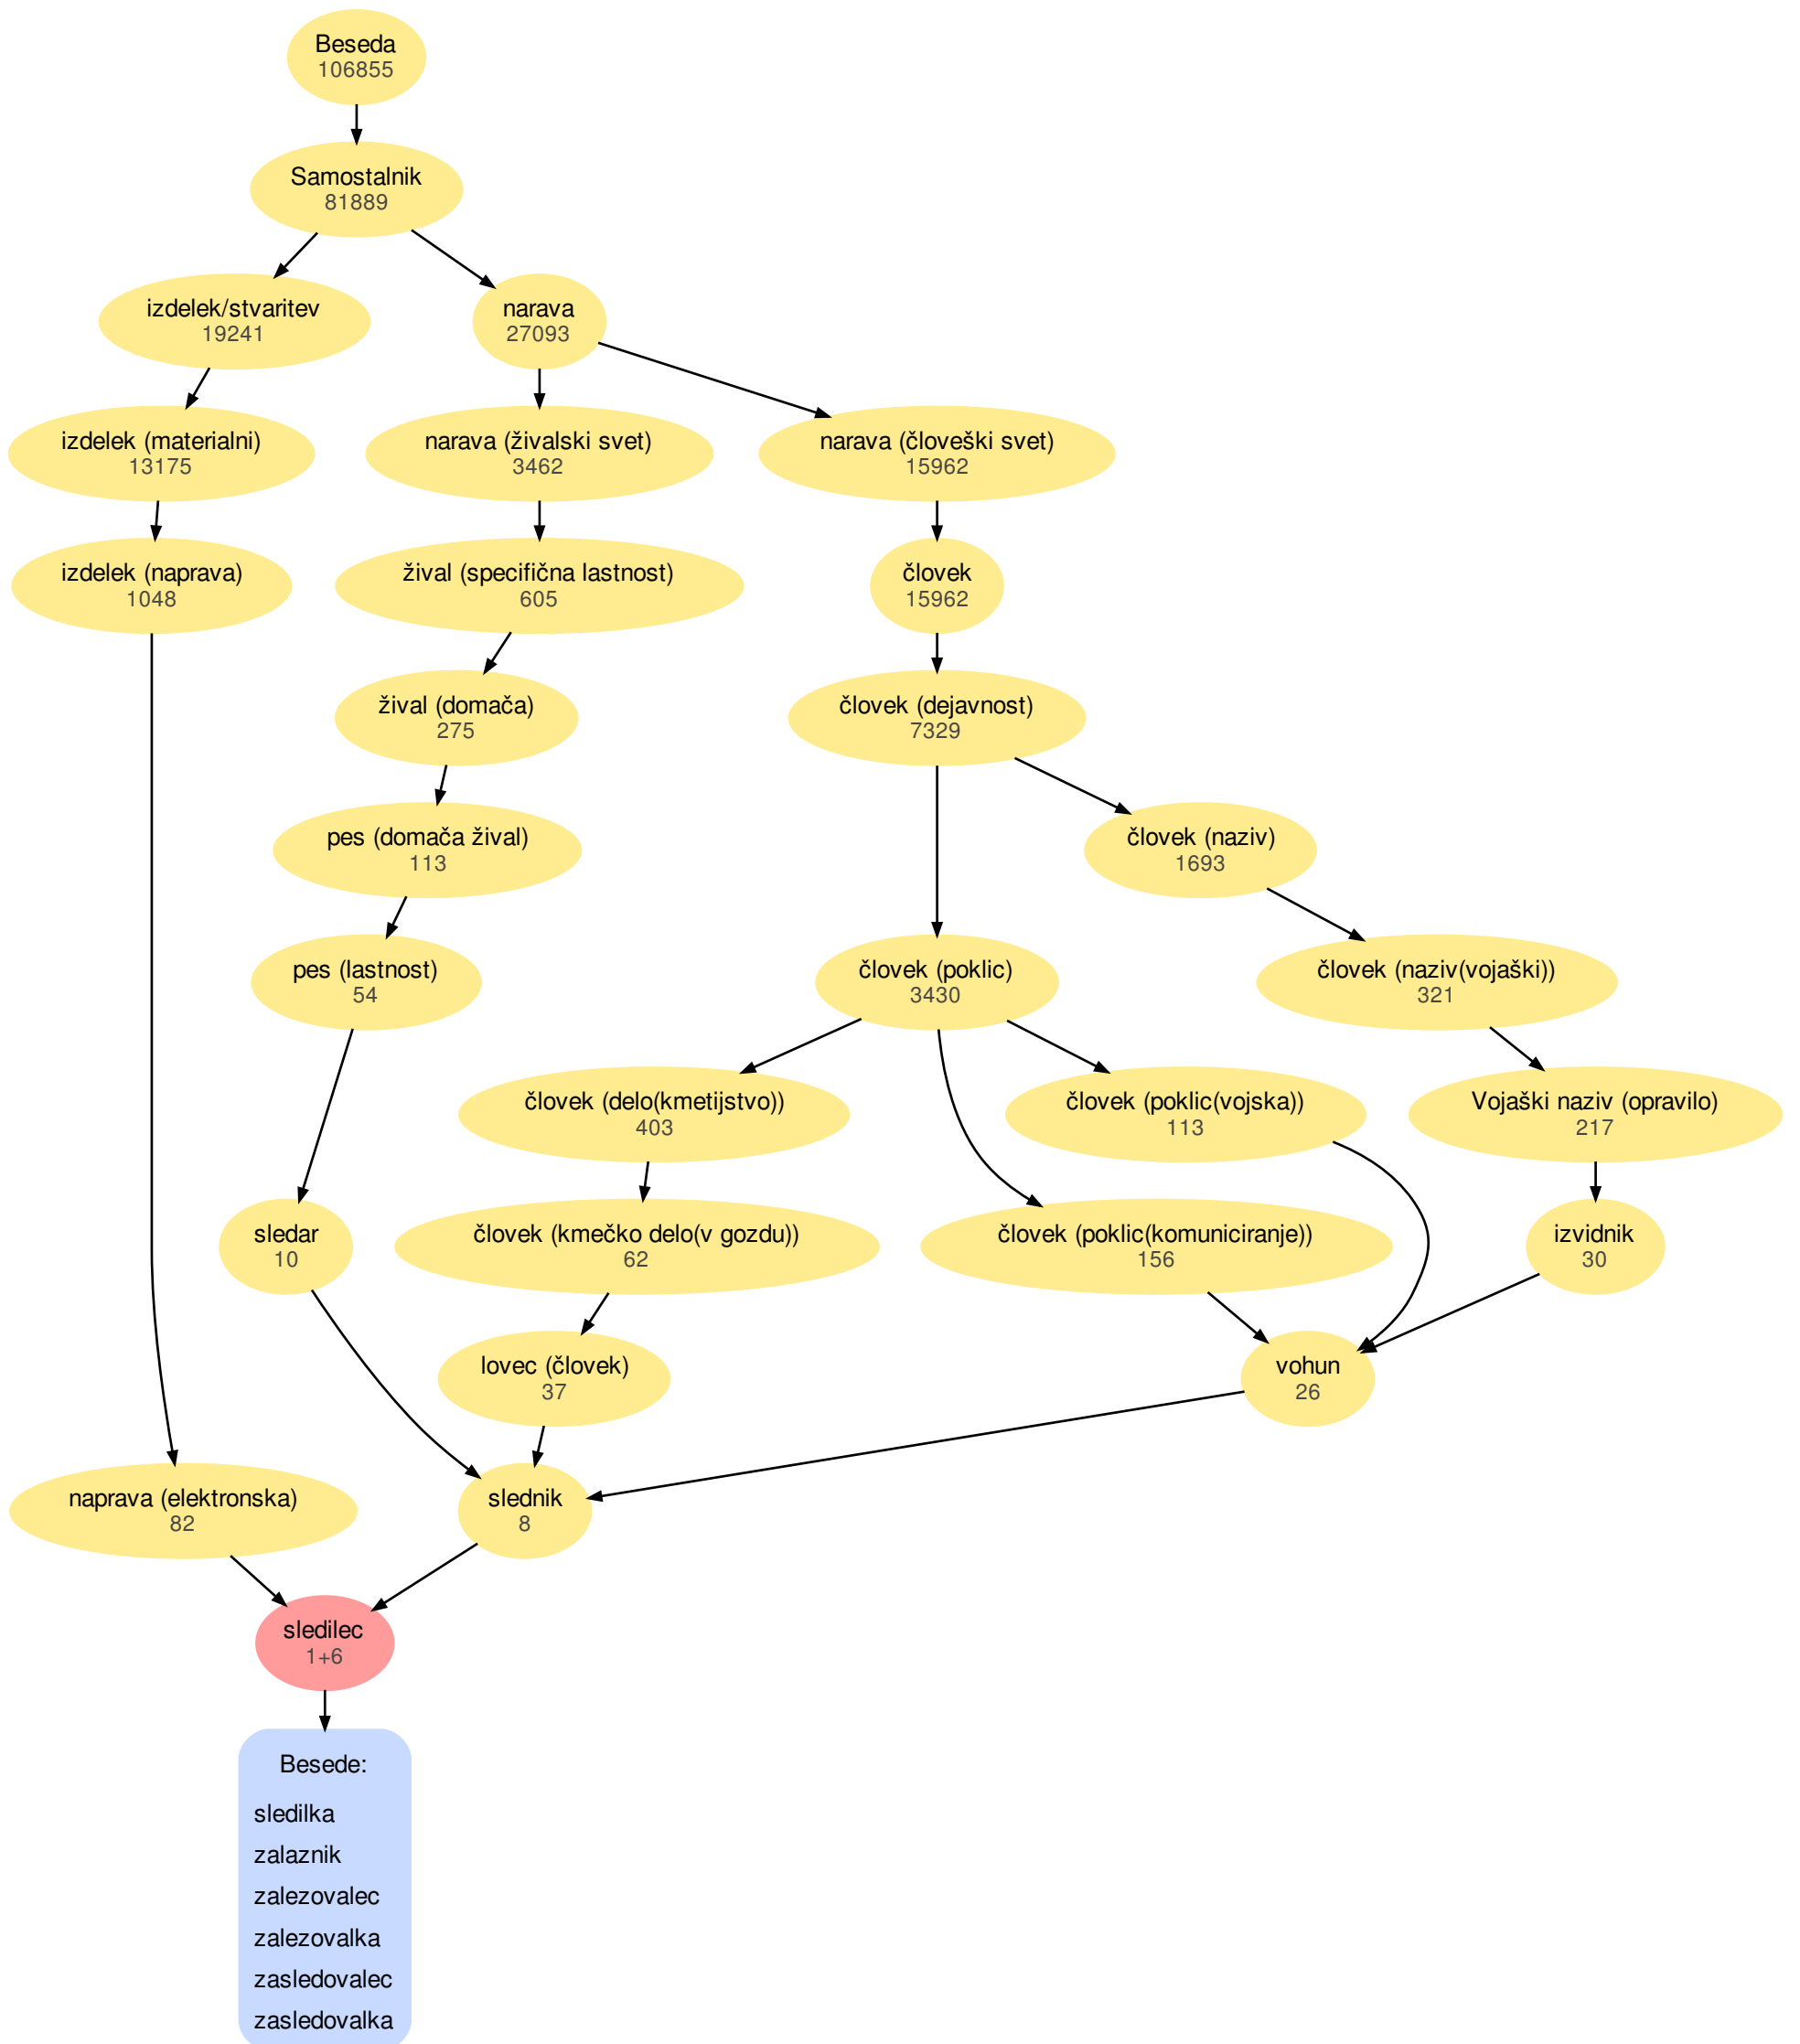 Beseda
106855
Samostalnik
81889
izdelek/stvaritev
19241
narava
27093
izdelek (materialni)
13175
narava (živalski svet)
3462
narava (človeški svet)
15962
izdelek (naprava)
1048
žival (specifična lastnost)
605
človek
15962
žival (domača)
275
človek (dejavnost)
7329
pes (domača žival)
113
človek (naziv)
1693
pes (lastnost)
54
človek (poklic)
3430
človek (naziv(vojaški))
321
človek (delo(kmetijstvo))
403
človek (poklic(vojska))
113
Vojaški naziv (opravilo)
217
sledar
10
človek (kmečko delo(v gozdu))
62
človek (poklic(komuniciranje))
156
izvidnik
30
lovec (človek)
37
vohun
26
naprava (elektronska)
82
slednik
8
sledilec
1+6
Besede:
sledilka
zalaznik
zalezovalec
zalezovalka
zasledovalec
zasledovalka